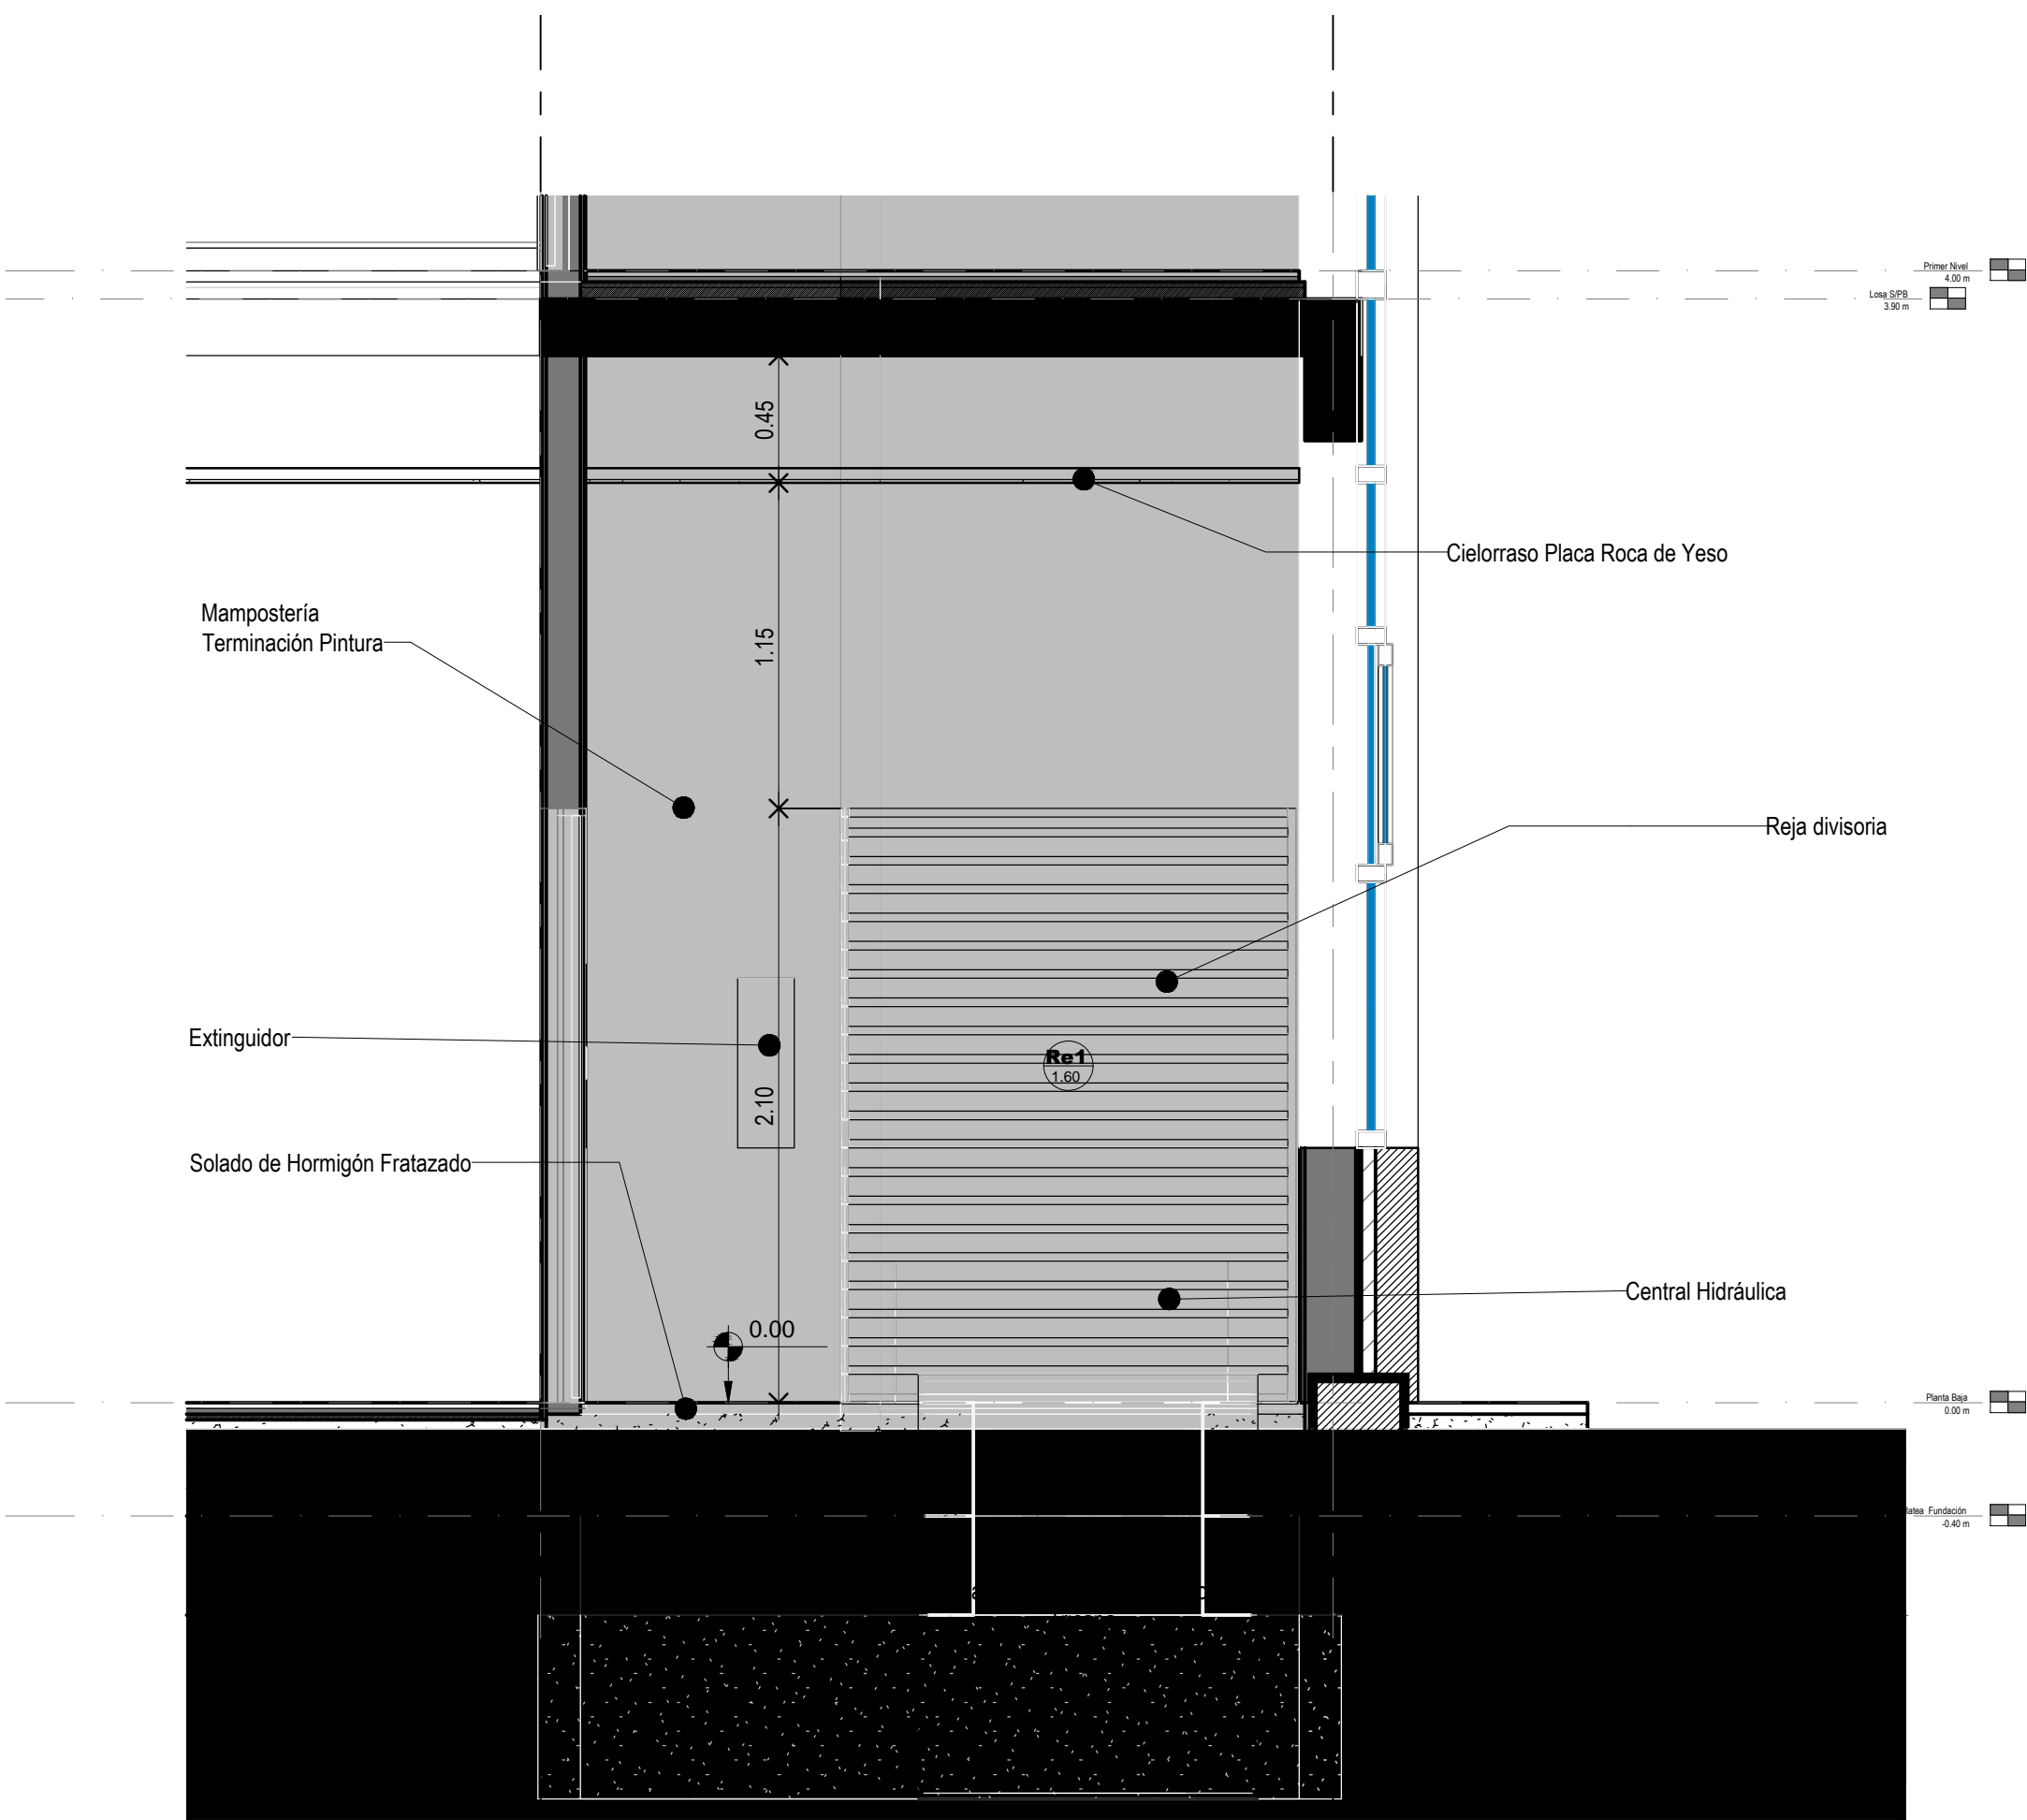 Primer Nivel
4.00 m
Losa S/PB
3.90 m
0.45
Cielorraso Placa Roca de Yeso
Mampostería
Terminación Pintura
1.15
Reja divisoria
Extinguidor
Re1
1.60
2.10
Solado de Hormigón Fratazado
Central Hidráulica
0.00
Planta Baja
0.00 m
Fundación
-0.40 m